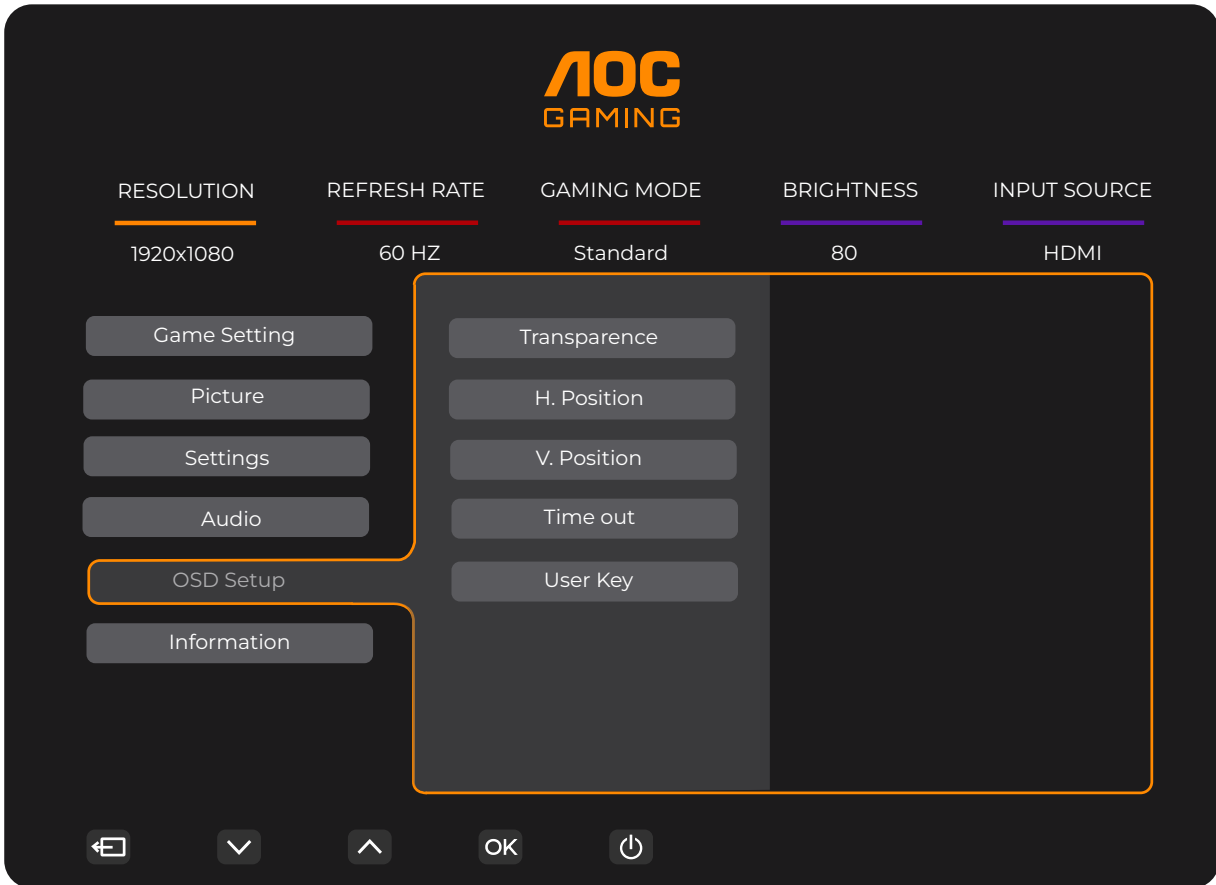 AOC
GAMING
RESOLUTION REFRESH RATE GAMING MODE BRIGHTNESS INPUT SOURCE
1920x1080 60 HZ Standard 80 HDMI
Game Setting
Picture
Settings
Audio
OSD Setup
Information
Transparence
H. Position
V. Position
Time out
User Key
OK